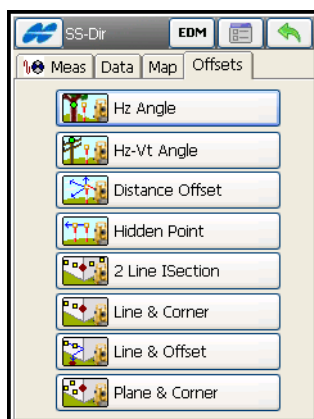 SS-Dir EDM
Meas Data Map Offsets
Hz Angle
Hz-Vt Angle
Distance Offset
Hidden Point
2 Line ISection
Line & Corner
Line & Offset
Plane & Corner